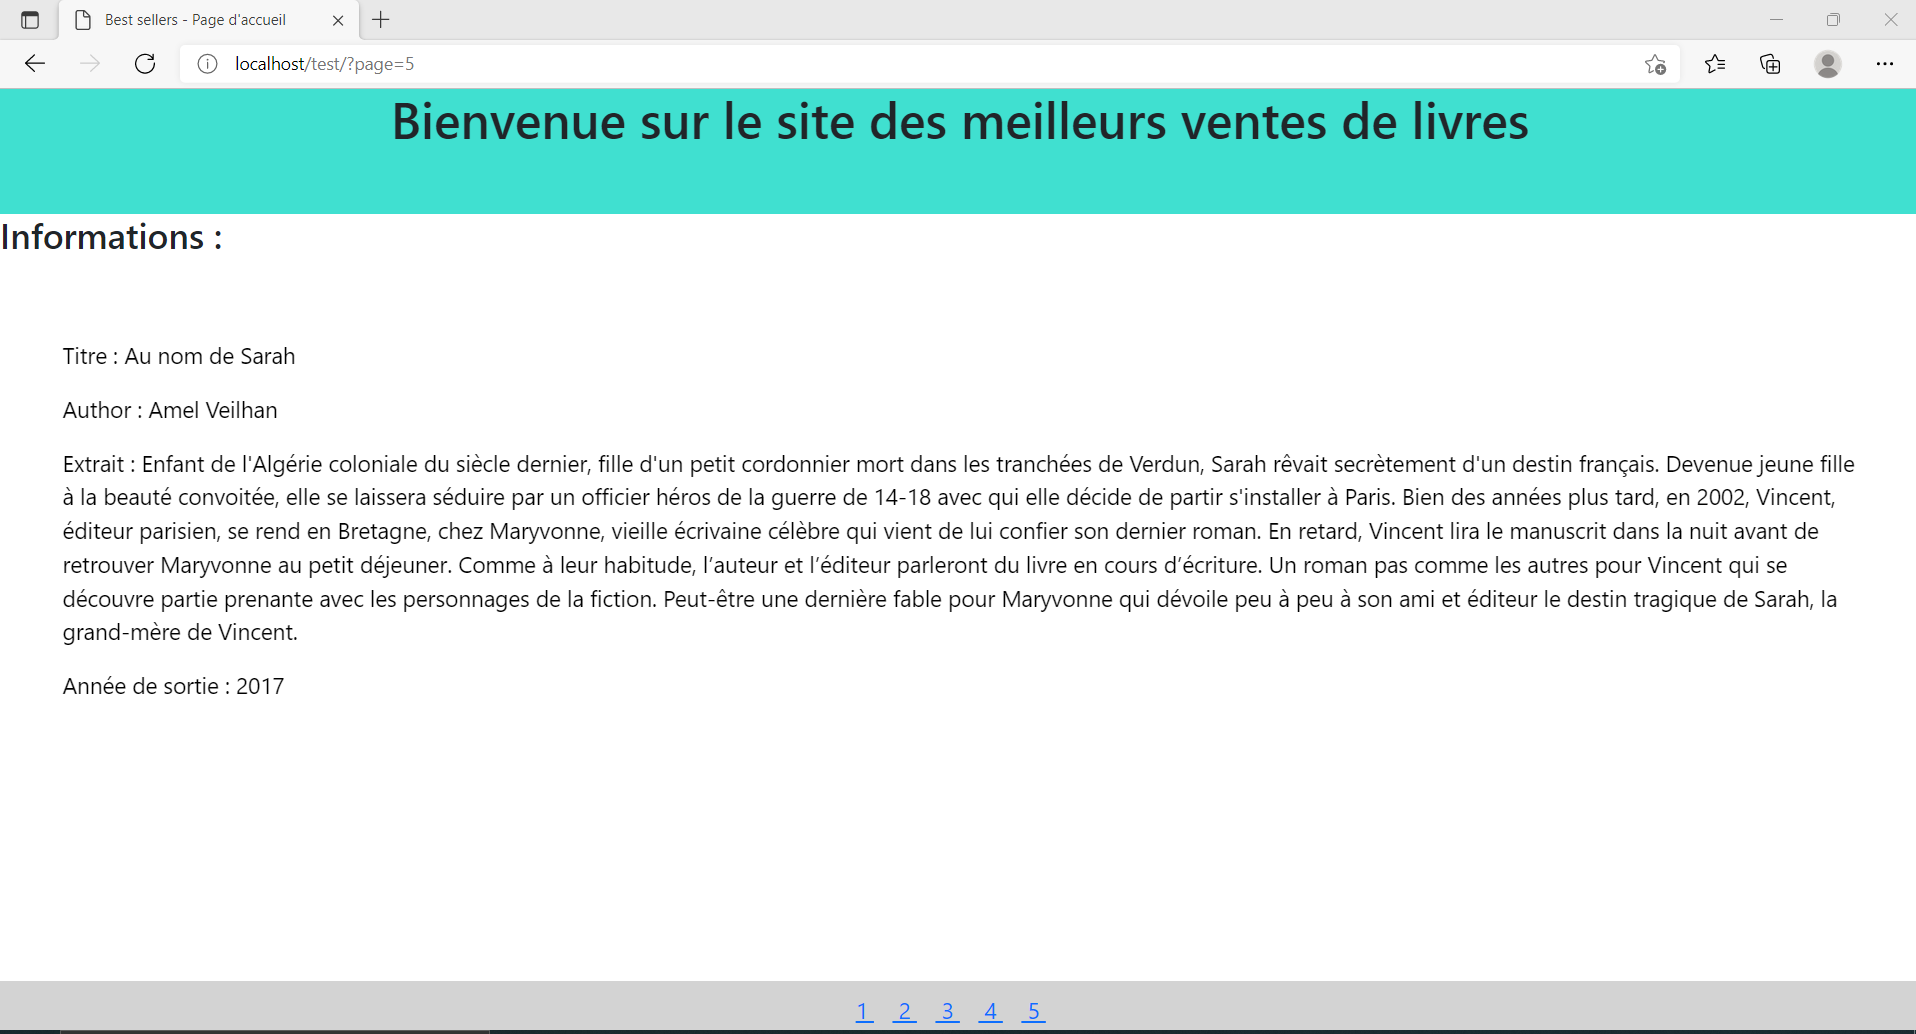 Best sellers - Page d'accueil
localhost/test/?page=5
Bienvenue sur le site des meilleurs ventes de livres
Informations :
Titre : Au nom de Sarah
Author : Amel Veilhan
Extrait : Enfant de l'Algérie coloniale du siècle dernier, fille d'un petit cordonnier mort dans les tranchées de Verdun, Sarah rêvait secrètement d'un destin français. Devenue jeune fille
à la beauté convoitée, elle se laissera séduire par un officier héros de la guerre de 14-18 avec qui elle décide de partir s'installer à Paris. Bien des années plus tard, en 2002, Vincent,
éditeur parisien, se rend en Bretagne, chez Maryvonne, vieille écrivaine célèbre qui vient de lui confier son dernier roman. En retard, Vincent lira le manuscrit dans la nuit avant de
retrouver Maryvonne au petit déjeuner. Comme à leur habitude, l’auteur et l’éditeur parleront du livre en cours d’écriture. Un roman pas comme les autres pour Vincent qui se
découvre partie prenante avec les personnages de la fiction. Peut-être une dernière fable pour Maryvonne qui dévoile peu à peu à son ami et éditeur le destin tragique de Sarah, la
grand-mère de Vincent.
Année de sortie : 2017
1 2 3 4 5